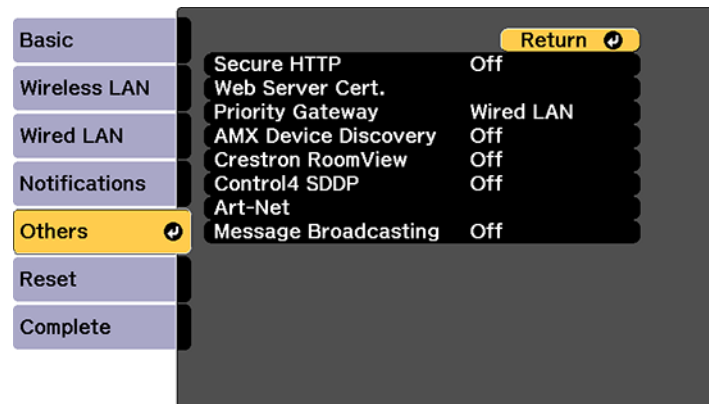 Basic
Wireless LAN
Wired LAN
Notifications
Others
Reset
Complete
Return
Secure HTTP Off
Web Server Cert.
Priority Gateway Wired LAN
AMX Device Discovery Off
Crestron RoomView Off
Control4 SDDP Off
Art-Net
Message Broadcasting Off